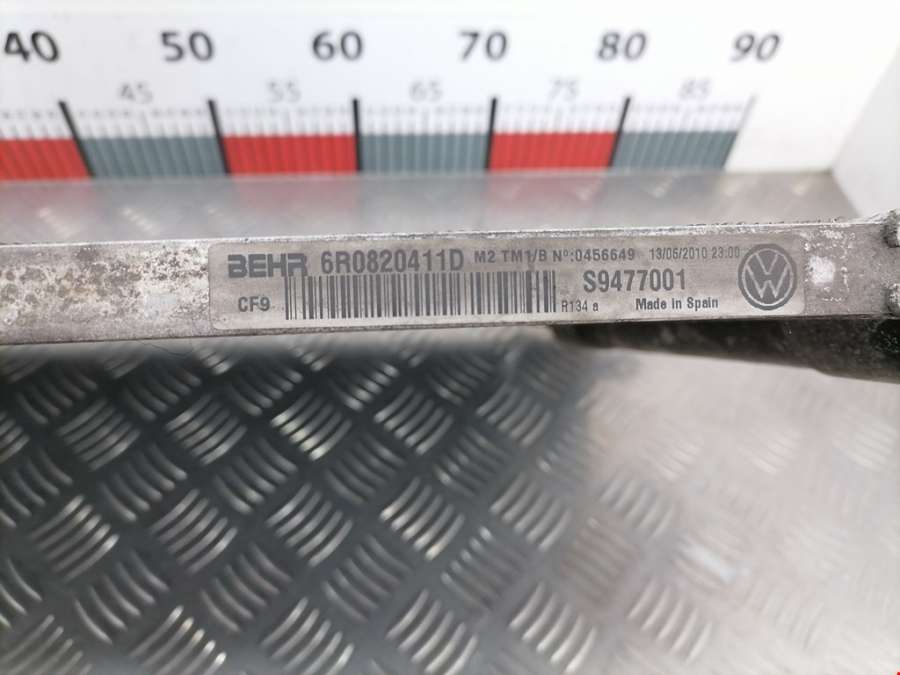 40 50 60 70 80 90
45 55 65 75 85
BEHR 6R0820411D M2 TM1/B Nº:0456649 13/06/2010 23:00
CF9 R134 a S9477001
Made in Spain